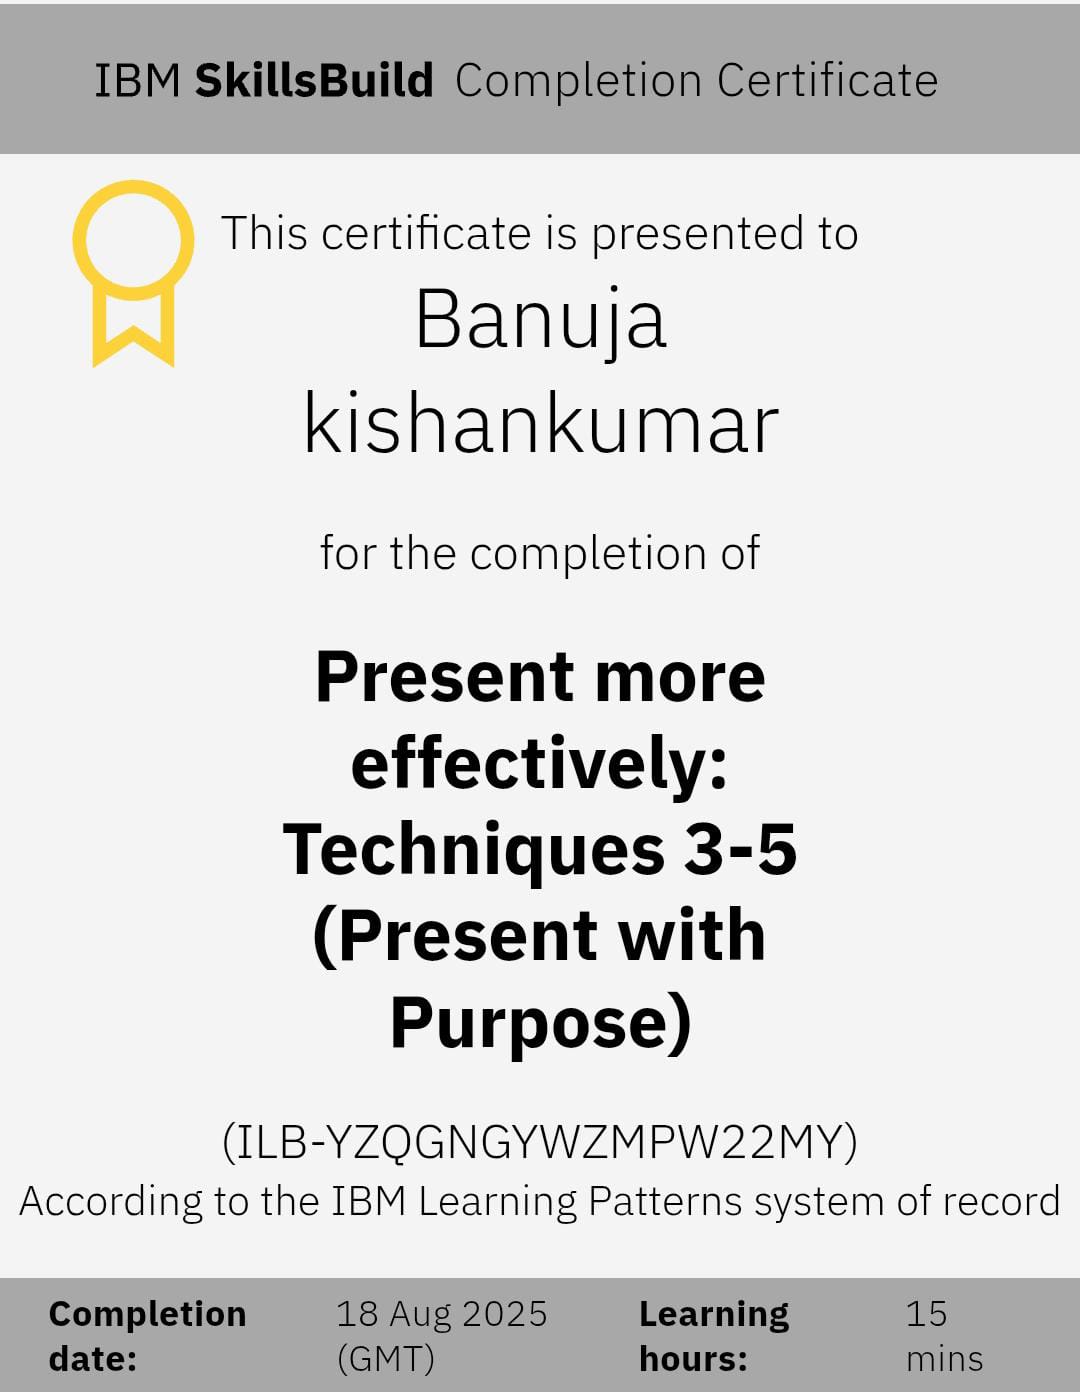 IBM SkillsBuild Completion Certificate
This certificate is presented to
Banuja
kishankumar
for the completion of
Present more
effectively:
Techniques 3-5
(Present with
Purpose)
(ILB-YZQGNGYWZMPW22MY)
According to the IBM Learning Patterns system of record
Completion date: 18 Aug 2025 (GMT) Learning hours: 15 mins